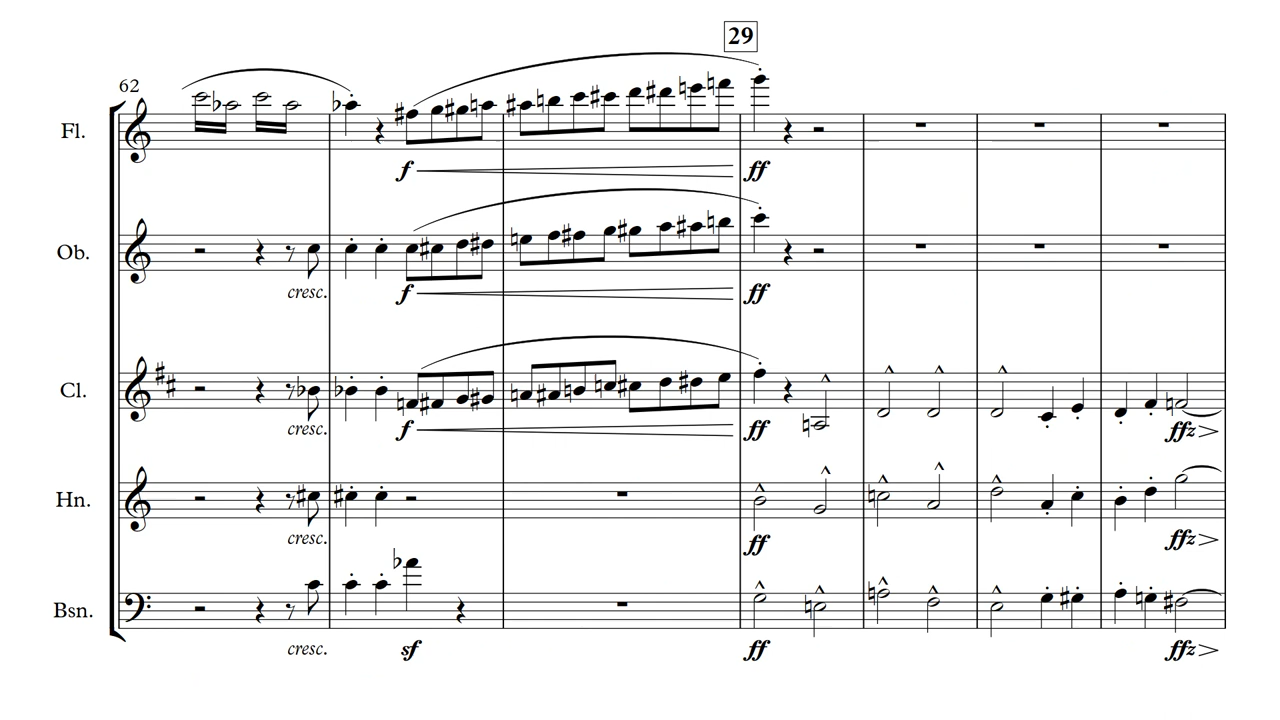 29
62
Fl.
f ff
Ob.
cresc. f ff
Cl.
cresc. f ff ffz
Hn.
cresc. ff ffz
Bsn.
cresc. sf ff ffz